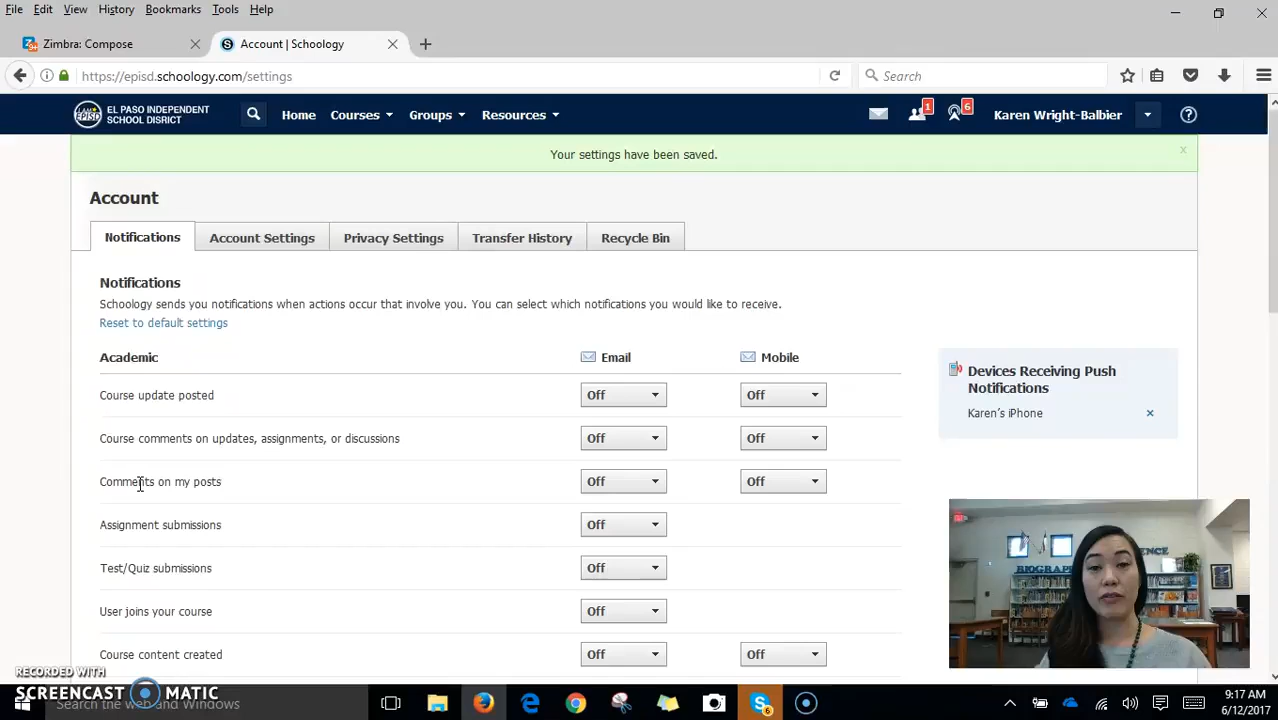 File Edit View History Bookmarks Tools Help
Zimbra: Compose
Account | Schoology
https://episd.schoology.com/settings
Search
EL PASO INDEPENDENT
SCHOOL DISTRICT
Home Courses Groups Resources
1 6
Karen Wright-Balbier
Your settings have been saved.
Account
Notifications Account Settings Privacy Settings Transfer History Recycle Bin
Notifications
Schoology sends you notifications when actions occur that involve you. You can select which notifications you would like to receive.
Reset to default settings
Academic Email Mobile
Course update posted Off Off
Course comments on updates, assignments, or discussions Off Off
Comments on my posts Off Off
Assignment submissions Off
Test/Quiz submissions Off
User joins your course Off
Course content created Off Off
Devices Receiving Push
Notifications
Karen's iPhone
BIOGRAPHY
RECORDED WITH
SCREENCAST MATIC
Search the web and Windows
9:17 AM
6/12/2017